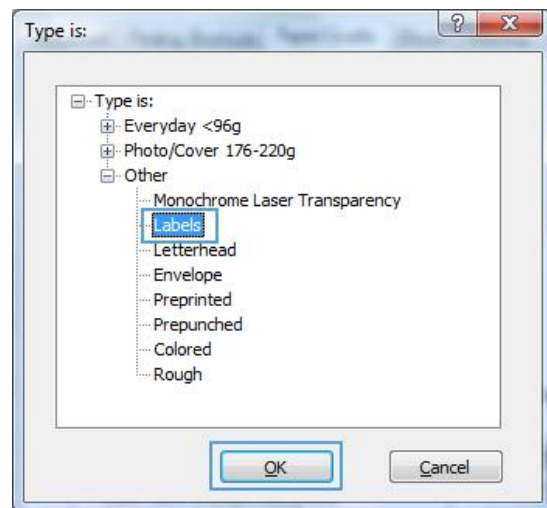 Type is:
Type is:
Everyday <96g
Photo/Cover 176-220g
Other
Monochrome Laser Transparency
Labels
Letterhead
Envelope
Preprinted
Prepunched
Colored
Rough
OK
Cancel